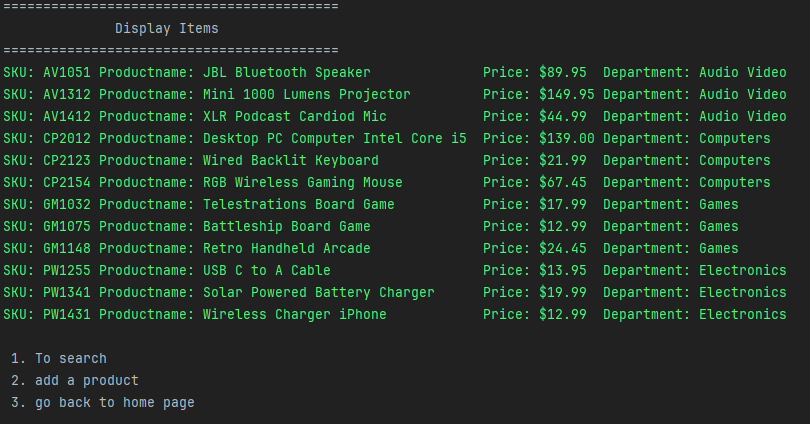 ==========================================
Display Items
==========================================
SKU: AV1051 Productname: JBL Bluetooth Speaker Price: $89.95 Department: Audio Video
SKU: AV1312 Productname: Mini 1000 Lumens Projector Price: $149.95 Department: Audio Video
SKU: AV1412 Productname: XLR Podcast Cardiod Mic Price: $44.99 Department: Audio Video
SKU: CP2012 Productname: Desktop PC Computer Intel Core i5 Price: $139.00 Department: Computers
SKU: CP2123 Productname: Wired Backlit Keyboard Price: $21.99 Department: Computers
SKU: CP2154 Productname: RGB Wireless Gaming Mouse Price: $67.45 Department: Computers
SKU: GM1032 Productname: Telestrations Board Game Price: $17.99 Department: Games
SKU: GM1075 Productname: Battleship Board Game Price: $12.99 Department: Games
SKU: GM1148 Productname: Retro Handheld Arcade Price: $24.45 Department: Games
SKU: PW1255 Productname: USB C to A Cable Price: $13.95 Department: Electronics
SKU: PW1341 Productname: Solar Powered Battery Charger Price: $19.99 Department: Electronics
SKU: PW1431 Productname: Wireless Charger iPhone Price: $12.99 Department: Electronics
1. To search
2. add a product
3. go back to home page